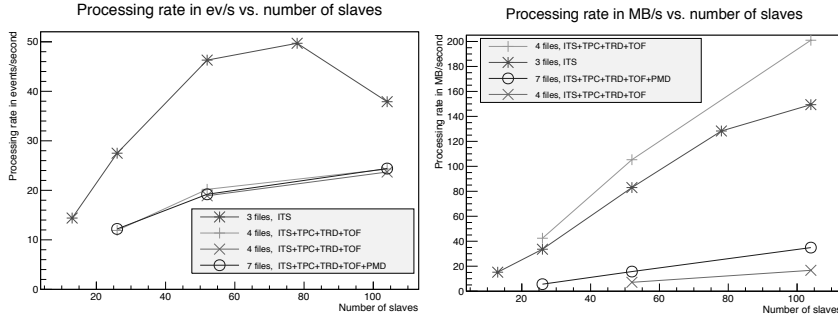 Processing rate in ev/s vs. number of slaves
Processing rate in events/second
50
40
30
20
10
0
20
40
60
80
100
Number of slaves
3 files, ITS
4 files, ITS+TPC+TRD+TOF
4 files, ITS+TPC+TRD+TOF
7 files, ITS+TPC+TRD+TOF+PMD
Processing rate in MB/s vs. number of slaves
Processing rate in MB/second
200
180
160
140
120
100
80
60
40
20
0
20
40
60
80
100
Number of slaves
4 files, ITS+TPC+TRD+TOF
3 files, ITS
7 files, ITS+TPC+TRD+TOF+PMD
4 files, ITS+TPC+TRD+TOF